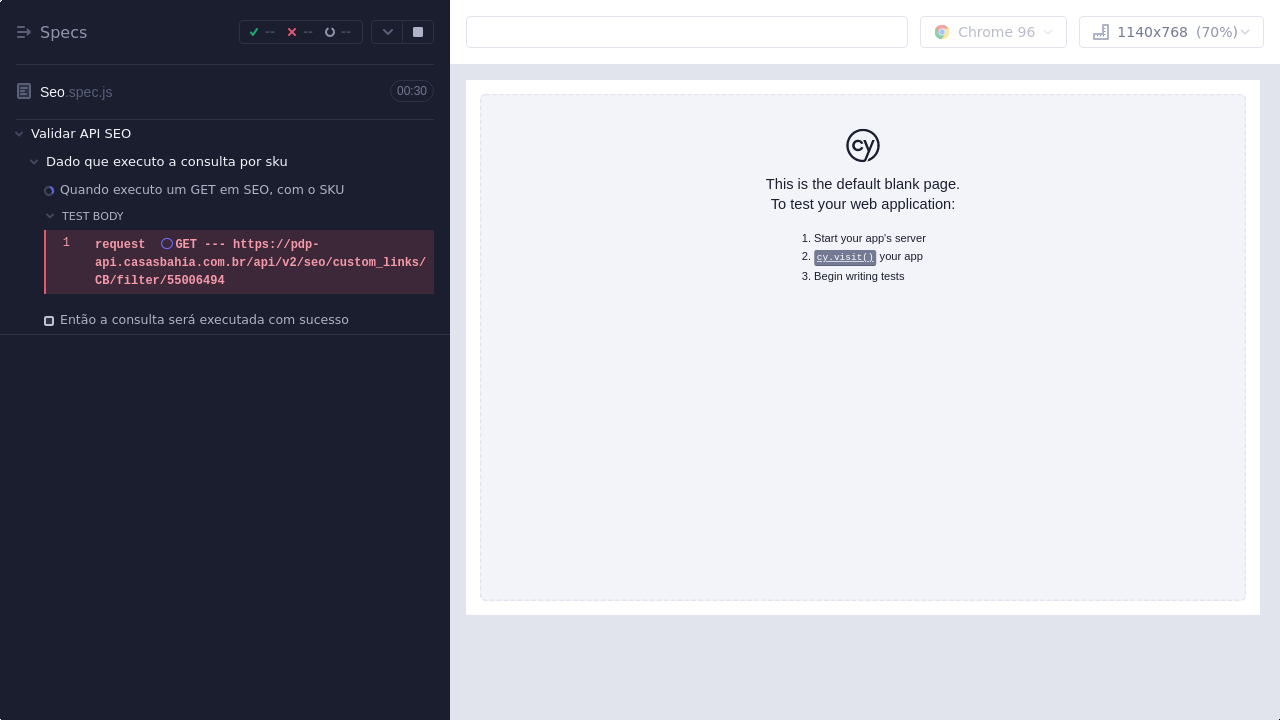 Specs
--
--
--
Seo.spec.js
00:30
Validar API SEO
Dado que executo a consulta por sku
Quando executo um GET em SEO, com o SKU
TEST BODY
1 request GET --- https://pdp-
api.casasbahia.com.br/api/v2/seo/custom_links/
CB/filter/55006494
Então a consulta será executada com sucesso
Chrome 96
1140x768 (70%)
cy
This is the default blank page.
To test your web application:
1. Start your app's server
2. cy.visit() your app
3. Begin writing tests